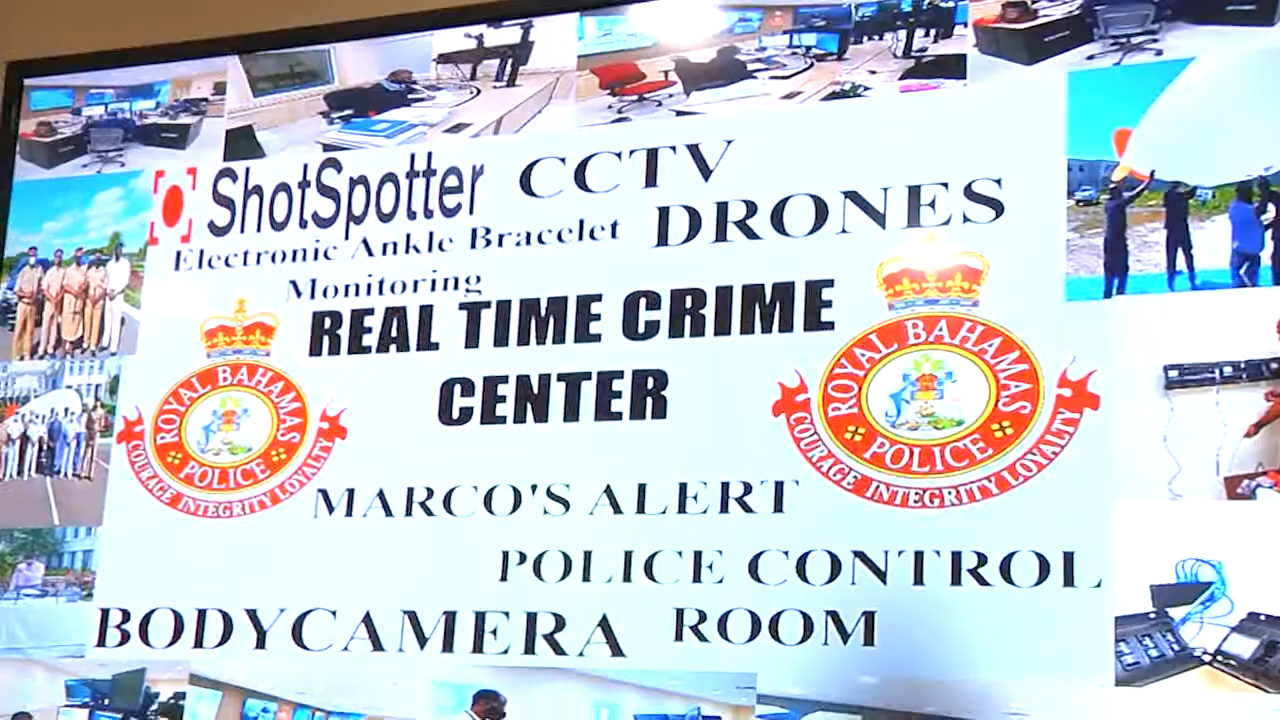 ShotSpotter CCTV
Electronic Ankle Bracelet DRONES
Monitoring
REAL TIME CRIME
CENTER
ROYAL BAHAMAS
POLICE
COURAGE INTEGRITY LOYALTY
ROYAL BAHAMAS
POLICE
COURAGE INTEGRITY LOYALTY
MARCO'S ALERT
POLICE CONTROL
BODYCAMERA ROOM